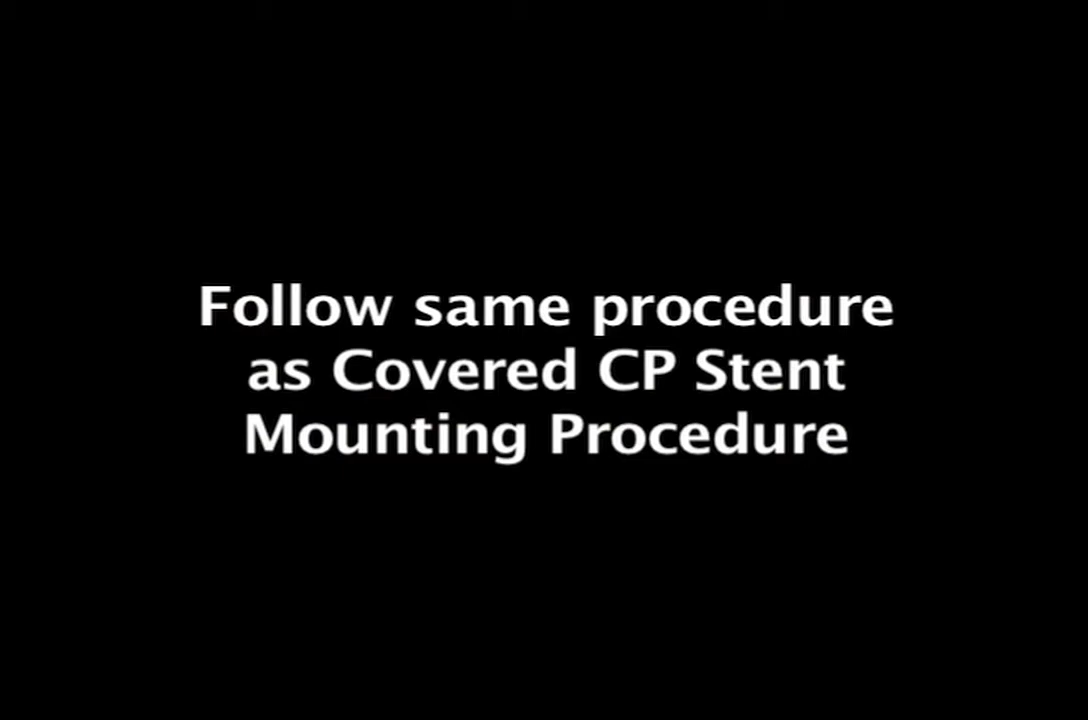 Follow same procedure
as Covered CP Stent
Mounting Procedure